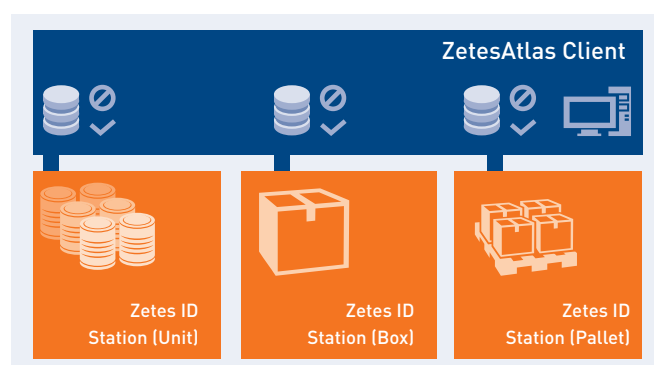 ZetesAtlas Client
Zetes ID
Station (Unit)
Zetes ID
Station (Box)
Zetes ID
Station (Pallet)